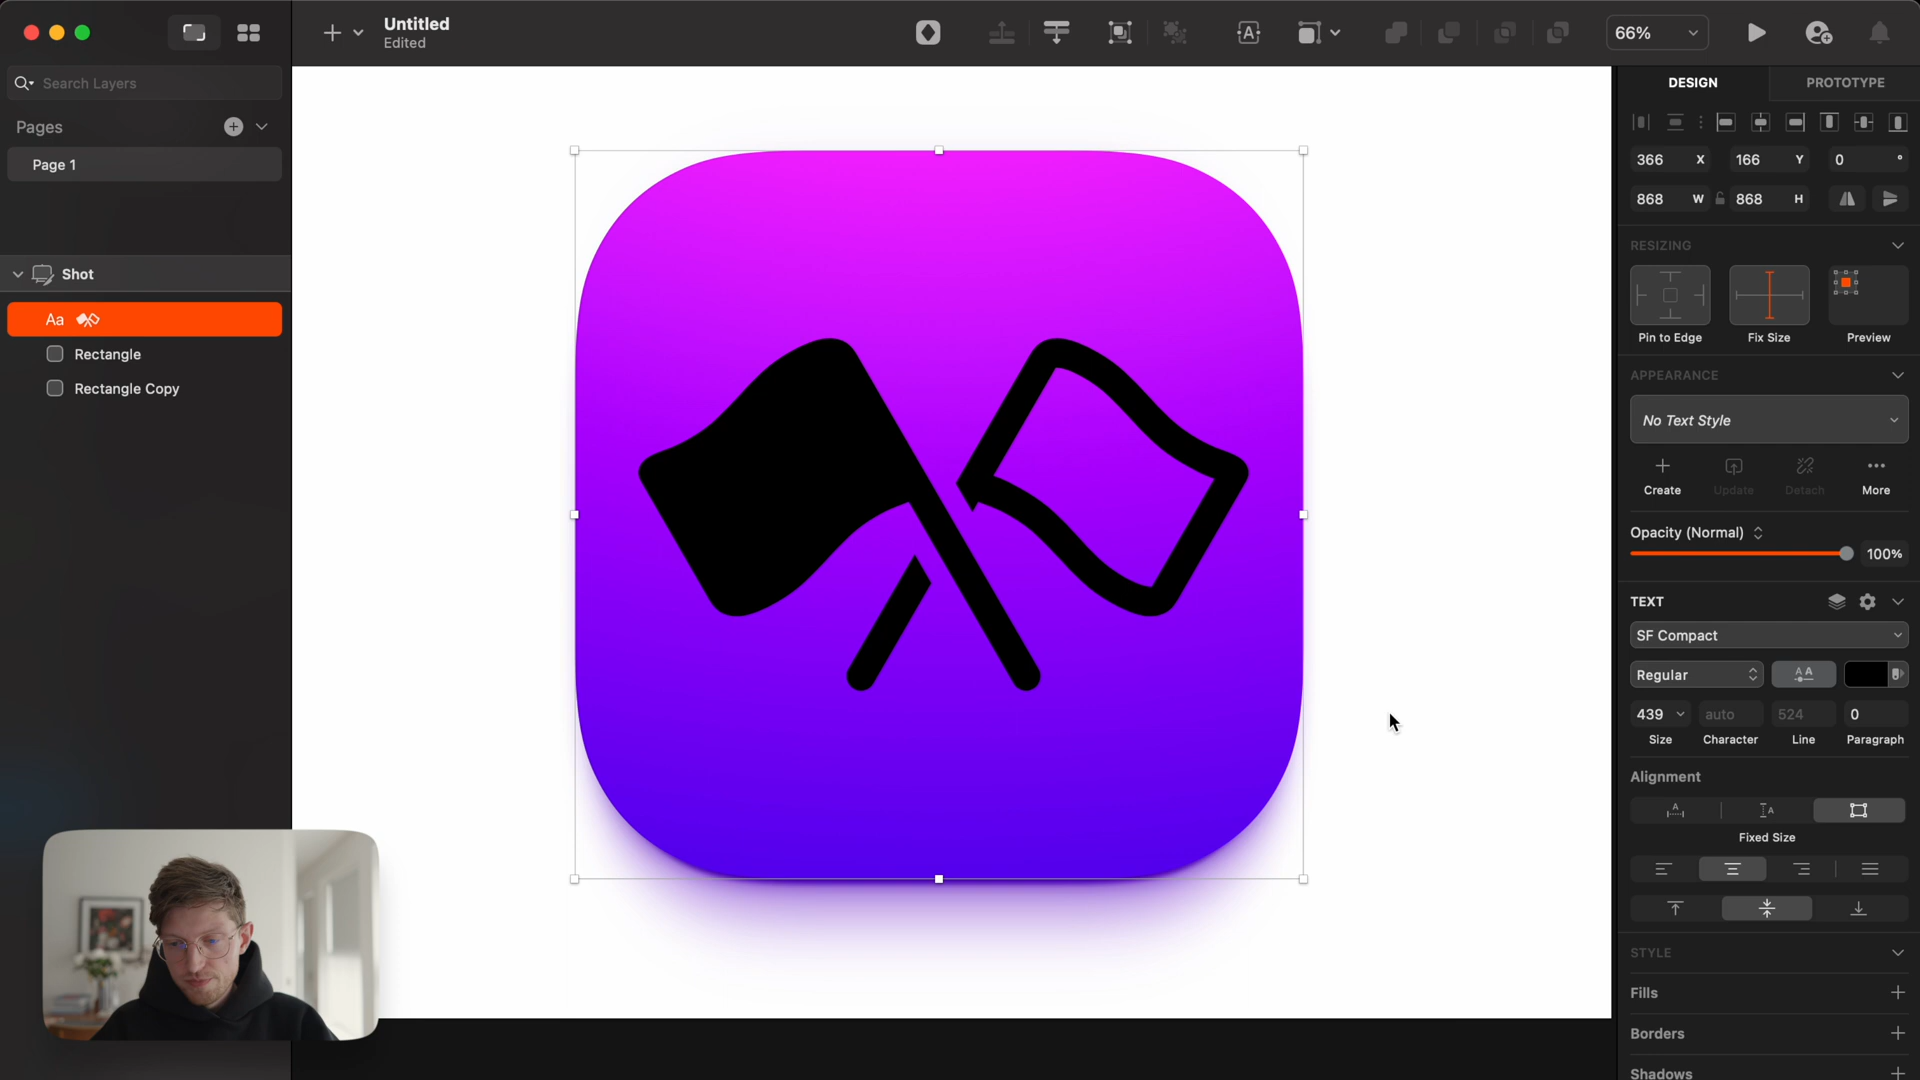 Untitled
Edited
66%
Search Layers
Pages
Page 1
Shot
Aa
Rectangle
Rectangle Copy
DESIGN
PROTOTYPE
366 X
166 Y
0 °
868 W
868 H
RESIZING
Pin to Edge
Fix Size
Preview
APPEARANCE
No Text Style
Create
Update
Detach
More
Opacity (Normal)
100%
TEXT
SF Compact
Regular
439
auto
524
0
Size
Character
Line
Paragraph
Alignment
Fixed Size
STYLE
Fills
Borders
Shadows